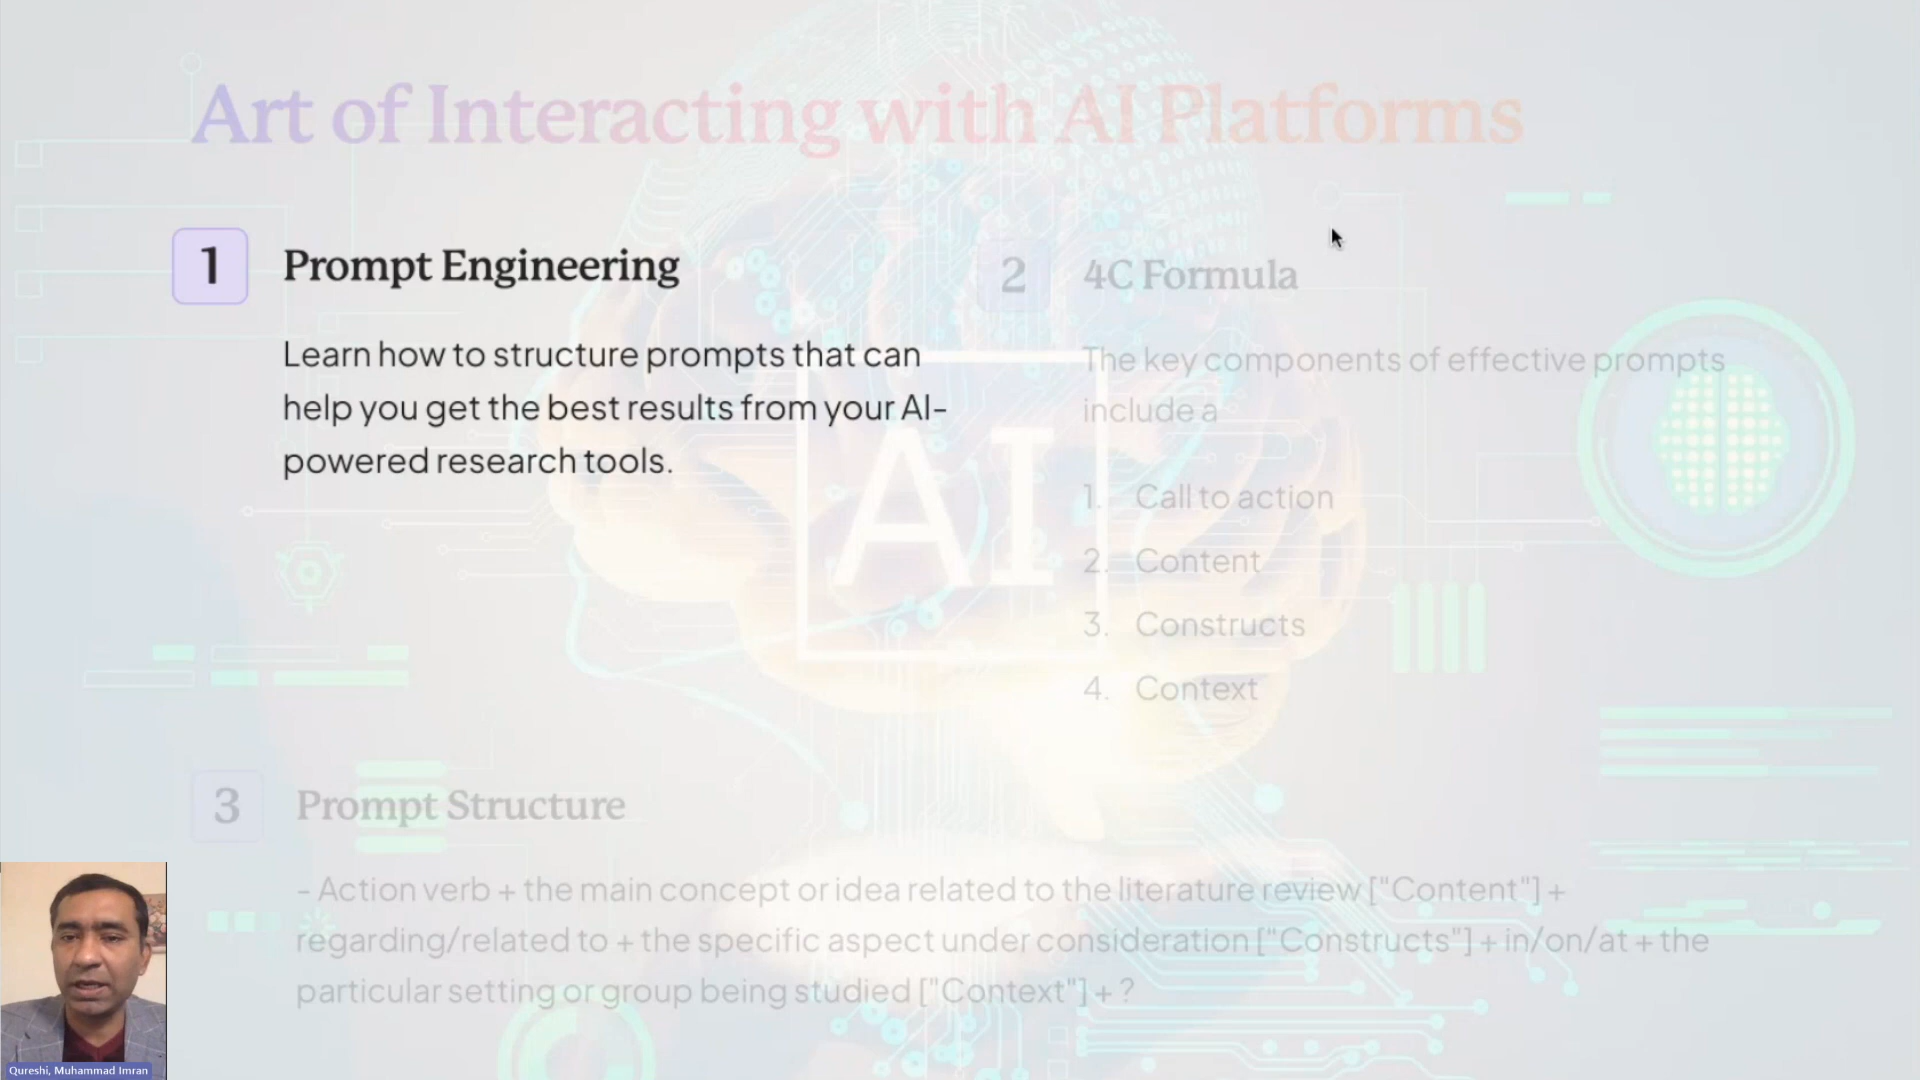 Art of Interacting with AI Platforms
1
Prompt Engineering
Learn how to structure prompts that can
help you get the best results from your AI-
powered research tools.
2
4C Formula
The key components of effective prompts
include a
1. Call to action
2. Content
3. Constructs
4. Context
AI
3
Prompt Structure
- Action verb + the main concept or idea related to the literature review ["Content"] +
regarding/related to + the specific aspect under consideration ["Constructs"] + in/on/at + the
particular setting or group being studied ["Context"] + ?
Qureshi, Muhammad Imran